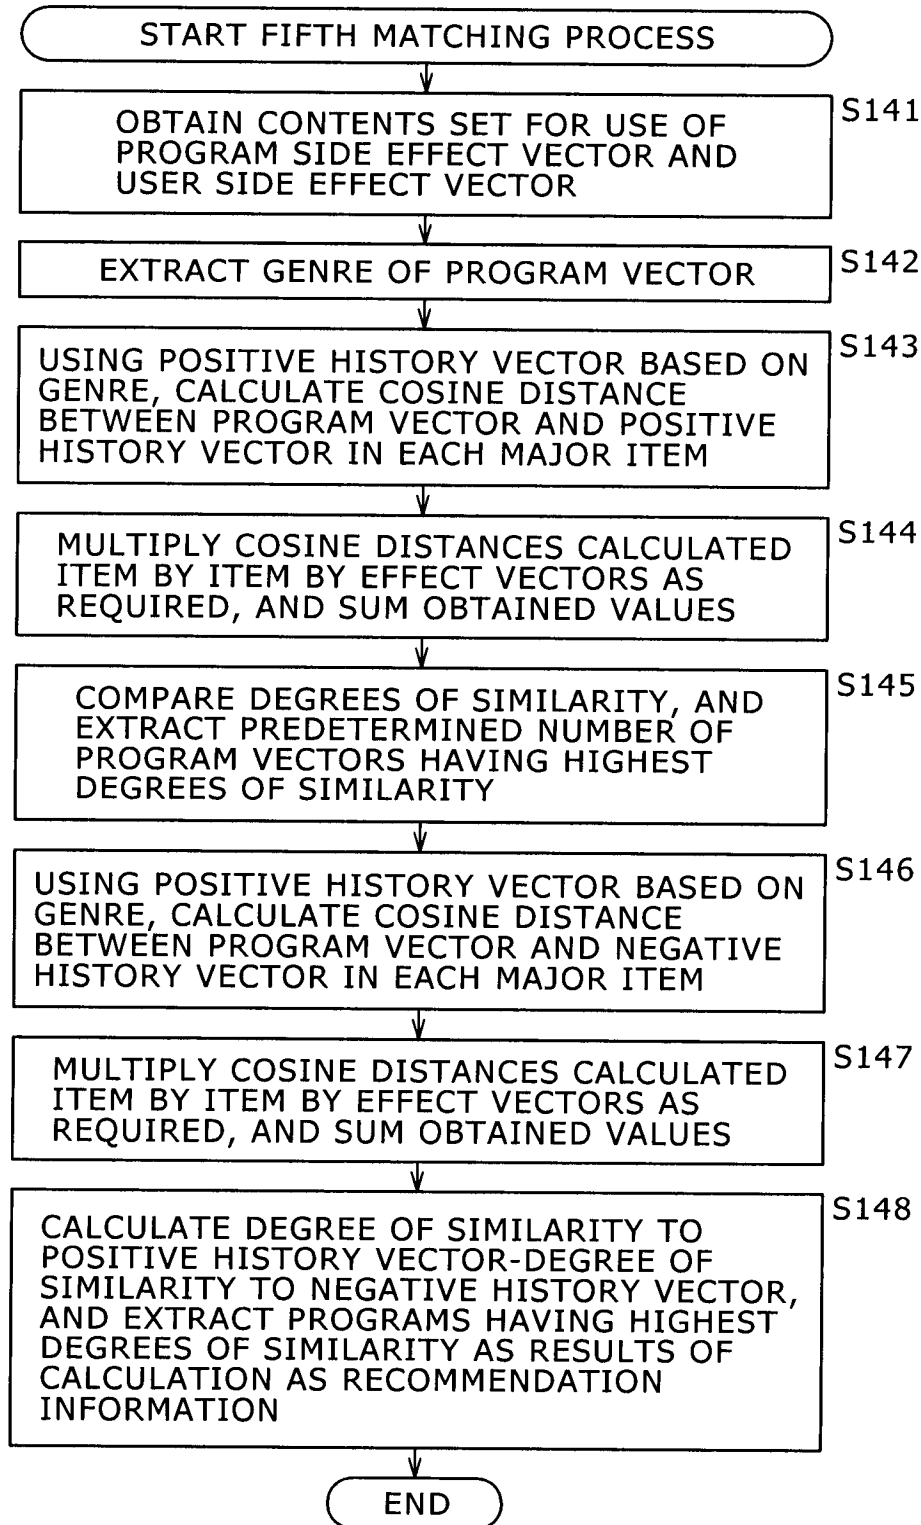 START FIFTH MATCHING PROCESS
S141
OBTAIN CONTENTS SET FOR USE OF
PROGRAM SIDE EFFECT VECTOR AND
USER SIDE EFFECT VECTOR
S142
EXTRACT GENRE OF PROGRAM VECTOR
S143
USING POSITIVE HISTORY VECTOR BASED ON
GENRE, CALCULATE COSINE DISTANCE
BETWEEN PROGRAM VECTOR AND POSITIVE
HISTORY VECTOR IN EACH MAJOR ITEM
S144
MULTIPLY COSINE DISTANCES CALCULATED
ITEM BY ITEM BY EFFECT VECTORS AS
REQUIRED, AND SUM OBTAINED VALUES
S145
COMPARE DEGREES OF SIMILARITY, AND
EXTRACT PREDETERMINED NUMBER OF
PROGRAM VECTORS HAVING HIGHEST
DEGREES OF SIMILARITY
S146
USING POSITIVE HISTORY VECTOR BASED ON
GENRE, CALCULATE COSINE DISTANCE
BETWEEN PROGRAM VECTOR AND NEGATIVE
HISTORY VECTOR IN EACH MAJOR ITEM
S147
MULTIPLY COSINE DISTANCES CALCULATED
ITEM BY ITEM BY EFFECT VECTORS AS
REQUIRED, AND SUM OBTAINED VALUES
S148
CALCULATE DEGREE OF SIMILARITY TO
POSITIVE HISTORY VECTOR-DEGREE OF
SIMILARITY TO NEGATIVE HISTORY VECTOR,
AND EXTRACT PROGRAMS HAVING HIGHEST
DEGREES OF SIMILARITY AS RESULTS OF
CALCULATION AS RECOMMENDATION
INFORMATION
END